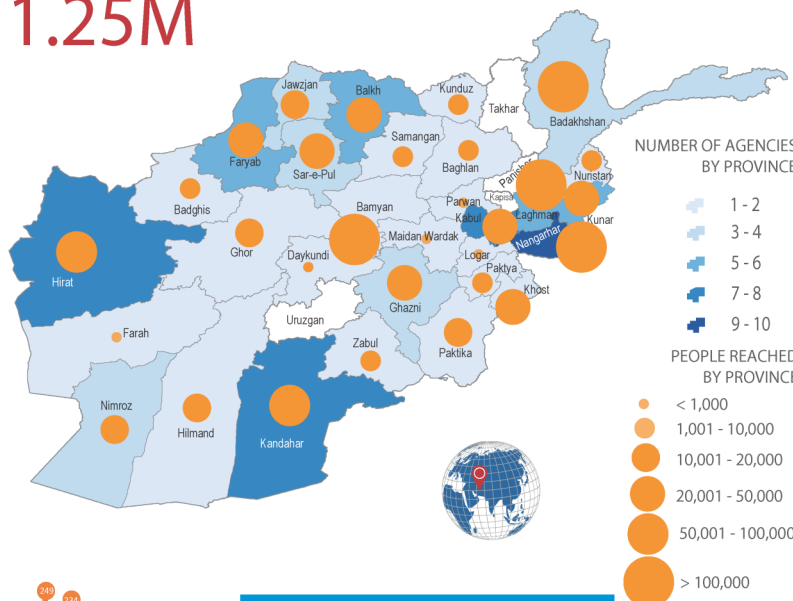 1.25M
Jawzjan
Balkh
Kunduz
Takhar
Badakhshan
Samangan
Faryab
Sar-e-Pul
Baghlan
Panjsher
Nuristan
Badghis
Bamyan
Parwan
Kapisa
Kabul
Laghman
Kunar
Ghor
Maidan Wardak
Nangarhar
Daykundi
Logar
Paktya
Hirat
Ghazni
Khost
Uruzgan
Farah
Zabul
Paktika
Nimroz
Hilmand
Kandahar
NUMBER OF AGENCIES
BY PROVINCE
1 - 2
3 - 4
5 - 6
7 - 8
9 - 10
PEOPLE REACHED
BY PROVINCE
< 1,000
1,001 - 10,000
10,001 - 20,000
20,001 - 50,000
50,001 - 100,000
> 100,000
249